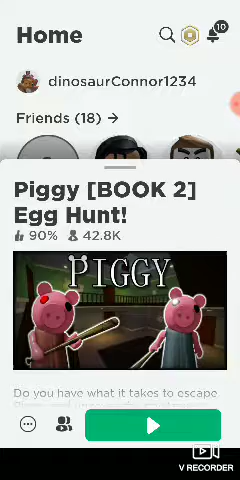 Home
10
dinosaurConnor1234
Friends (18) →
Piggy [BOOK 2]
Egg Hunt!
90% 42.8K
PIGGY
Do you have what it takes to escape
V RECORDER